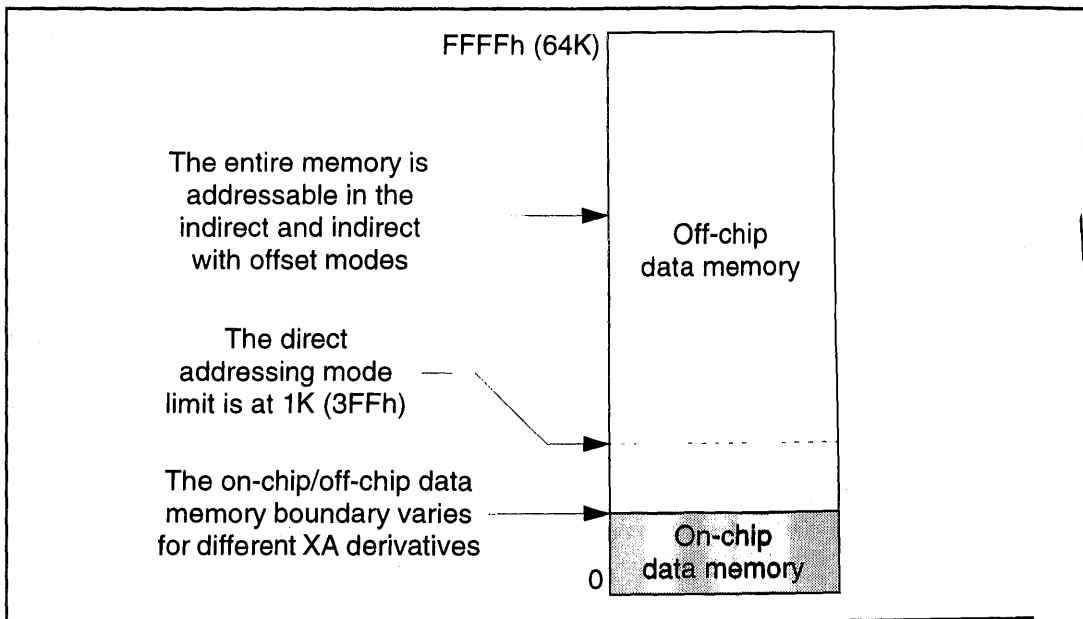 FFFFh (64K)
The entire memory is
addressable in the
indirect and indirect
with offset modes
Off-chip
data memory
The direct
addressing mode
limit is at 1K (3FFh)
The on-chip/off-chip data
memory boundary varies
for different XA derivatives
On-chip
data memory
0